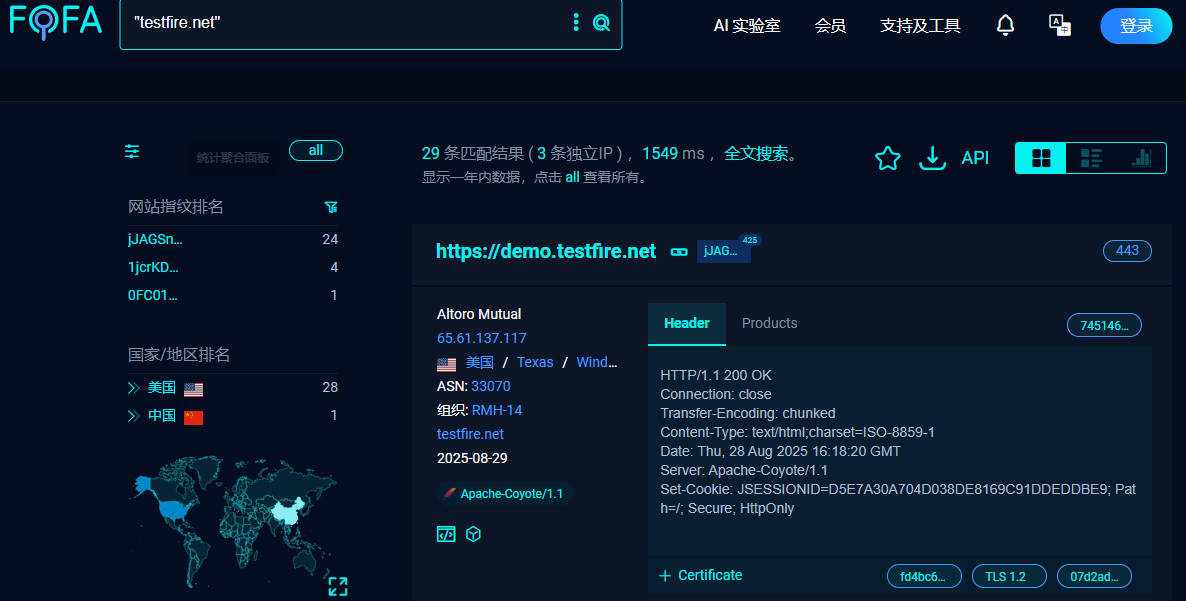 FOFA
"testfire.net"
AI 实验室
会员
支持及工具
登录
统计聚合面板
all
29 条匹配结果 ( 3 条独立IP ) ，1549 ms ，全文搜索。
显示一年内数据，点击 all 查看所有。
API
网站指纹排名
jJAGSn... 24
1jcrKD... 4
0FC01... 1
国家/地区排名
美国 28
中国 1
https://demo.testfire.net
jJAG...
425
443
Altoro Mutual
65.61.137.117
美国 / Texas / Wind...
ASN: 33070
组织: RMH-14
testfire.net
2025-08-29
Apache-Coyote/1.1
Header
Products
745146...
HTTP/1.1 200 OK
Connection: close
Transfer-Encoding: chunked
Content-Type: text/html;charset=ISO-8859-1
Date: Thu, 28 Aug 2025 16:18:20 GMT
Server: Apache-Coyote/1.1
Set-Cookie: JSESSIONID=D5E7A30A704D038DE8169C91DDEDDBE9; Pat
h=/; Secure; HttpOnly
+ Certificate
fd4bc6...
TLS 1.2
07d2ad...